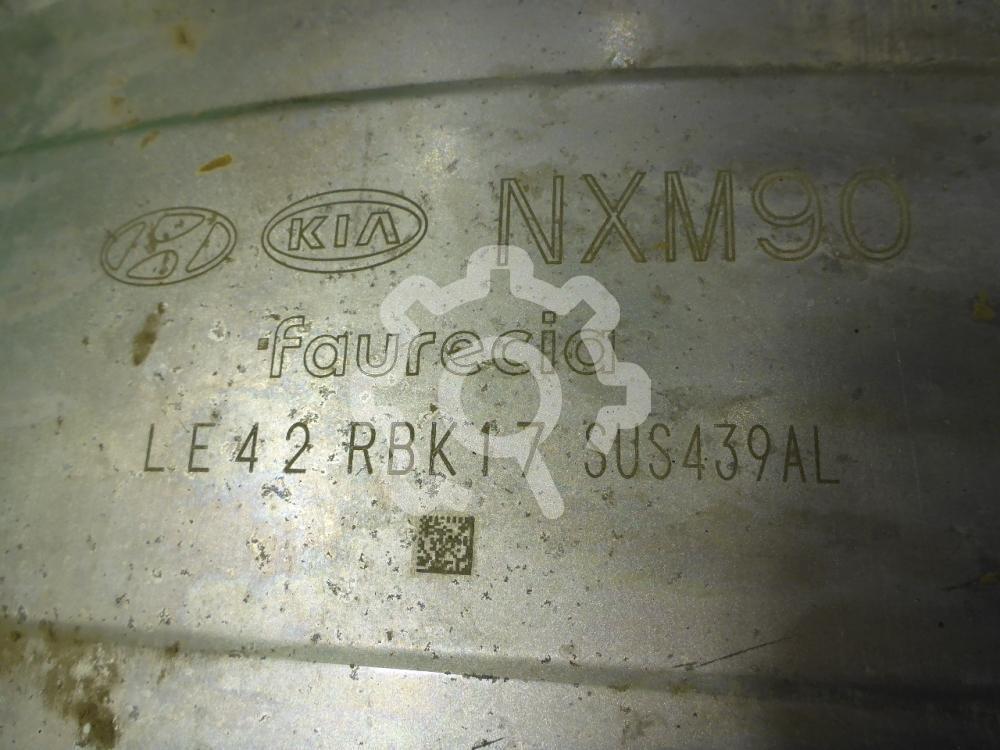 KIA NXM90
faurecia
LE42 RBK17 SUS439AL